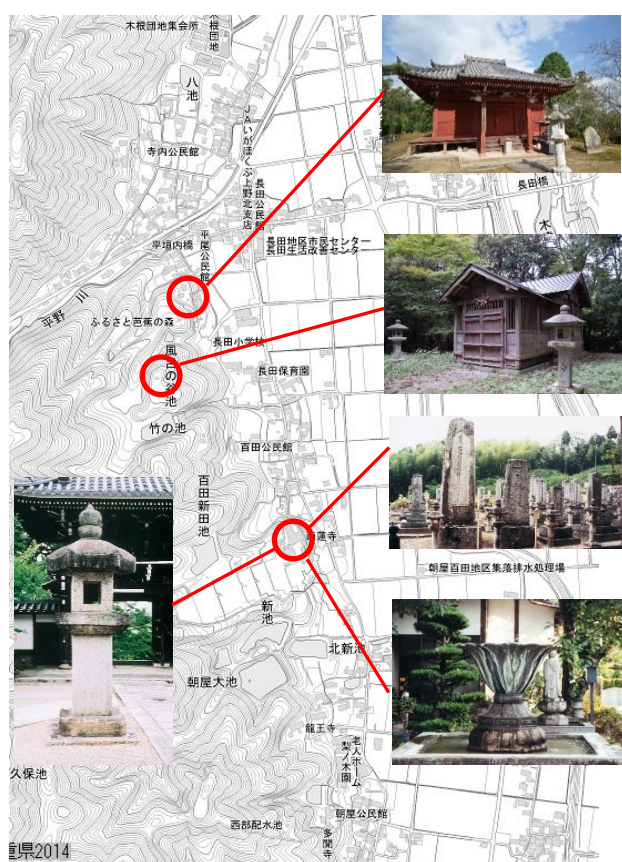 木根団地集会所
木根団地
八池
寺内公民館
JAいがほくぶ上野北支店
長田公民館
長田橋
木
平垣内橋
平尾公民館
長田地区市民センター
長田生活改善センタ
平野川
ふるさと芭蕉の森
長田小学校
風呂の谷池
長田保育園
竹の池
百田公民館
百田新田池
蓮寺
朝屋百田地区集落排水処理場
新池
北新池
朝屋大池
龍王寺
老人ホーム
梨ノ木園
久保池
朝屋公民館
西部配水池
多聞寺
重県2014